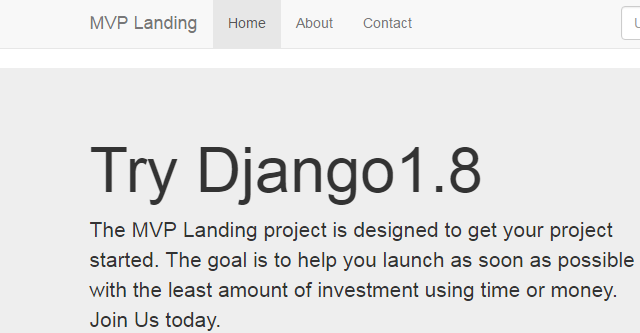 MVP Landing Home About Contact
Try Django1.8
The MVP Landing project is designed to get your project
started. The goal is to help you launch as soon as possible
with the least amount of investment using time or money.
Join Us today.